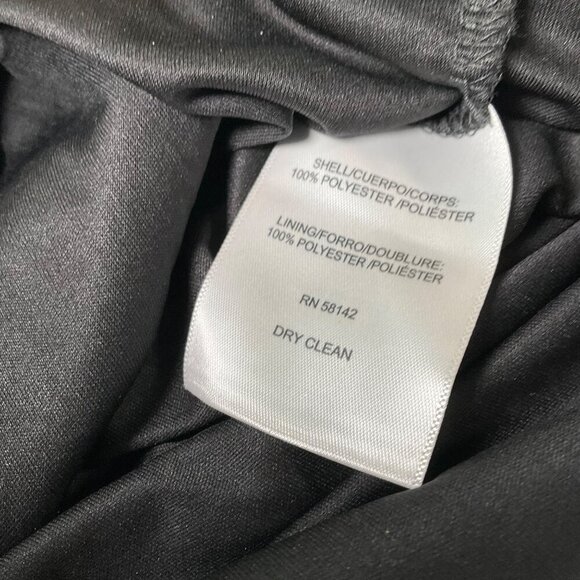 SHELL/CUERPO/CORPS:
100% POLYESTER /POLIÉSTER
LINING/FORRO/DOUBLURE:
100% POLYESTER /POLIÉSTER
RN 58142
DRY CLEAN